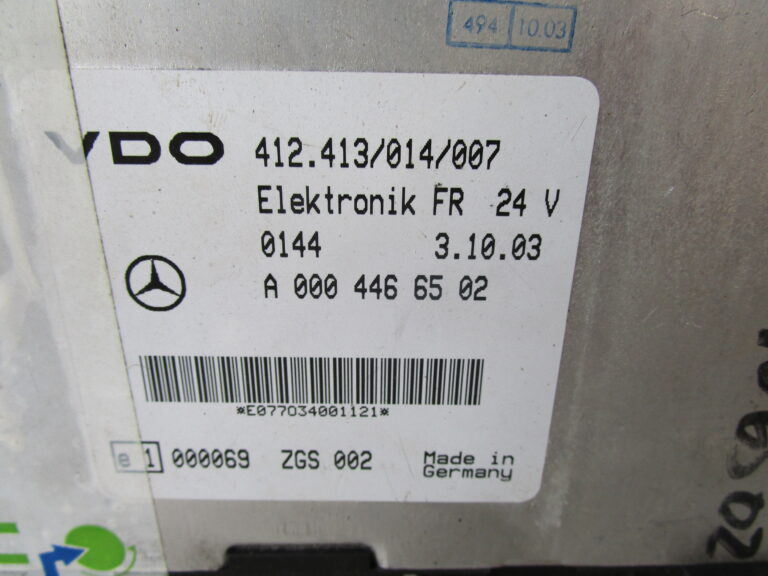 494 10.03
VDO 412.413/014/007
Elektronik FR 24 V
0144 3.10.03
A 000 446 65 02
*E077034001121*
e1 000069 ZGS 002 Made in
Germany